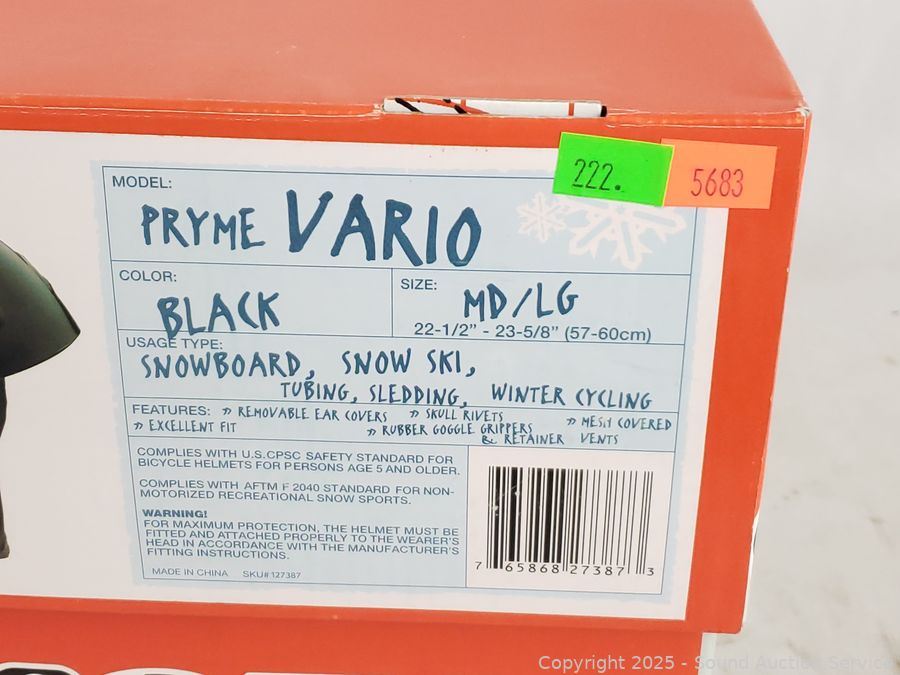 222.
5683
MODEL:
PRYME VARIO
COLOR:
BLACK
SIZE:
MD/LG
22-1/2" - 23-5/8" (57-60cm)
USAGE TYPE:
SNOWBOARD, SNOW SKI,
TUBING, SLEDDING, WINTER CYCLING
FEATURES: » REMOVABLE EAR COVERS » SKULL RIVETS » MESH COVERED
» EXCELLENT FIT » RUBBER GOGGLE GRIPPERS
& RETAINER VENTS
COMPLIES WITH U.S.CPSC SAFETY STANDARD FOR
BICYCLE HELMETS FOR PERSONS AGE 5 AND OLDER.
COMPLIES WITH AFTM F 2040 STANDARD FOR NON-
MOTORIZED RECREATIONAL SNOW SPORTS.
WARNING!
FOR MAXIMUM PROTECTION, THE HELMET MUST BE
FITTED AND ATTACHED PROPERLY TO THE WEARER'S
HEAD IN ACCORDANCE WITH THE MANUFACTURER'S
FITTING INSTRUCTIONS.
MADE IN CHINA SKU# 127387
7 65868 27387 3
Copyright 2025 - Sound Auction Service